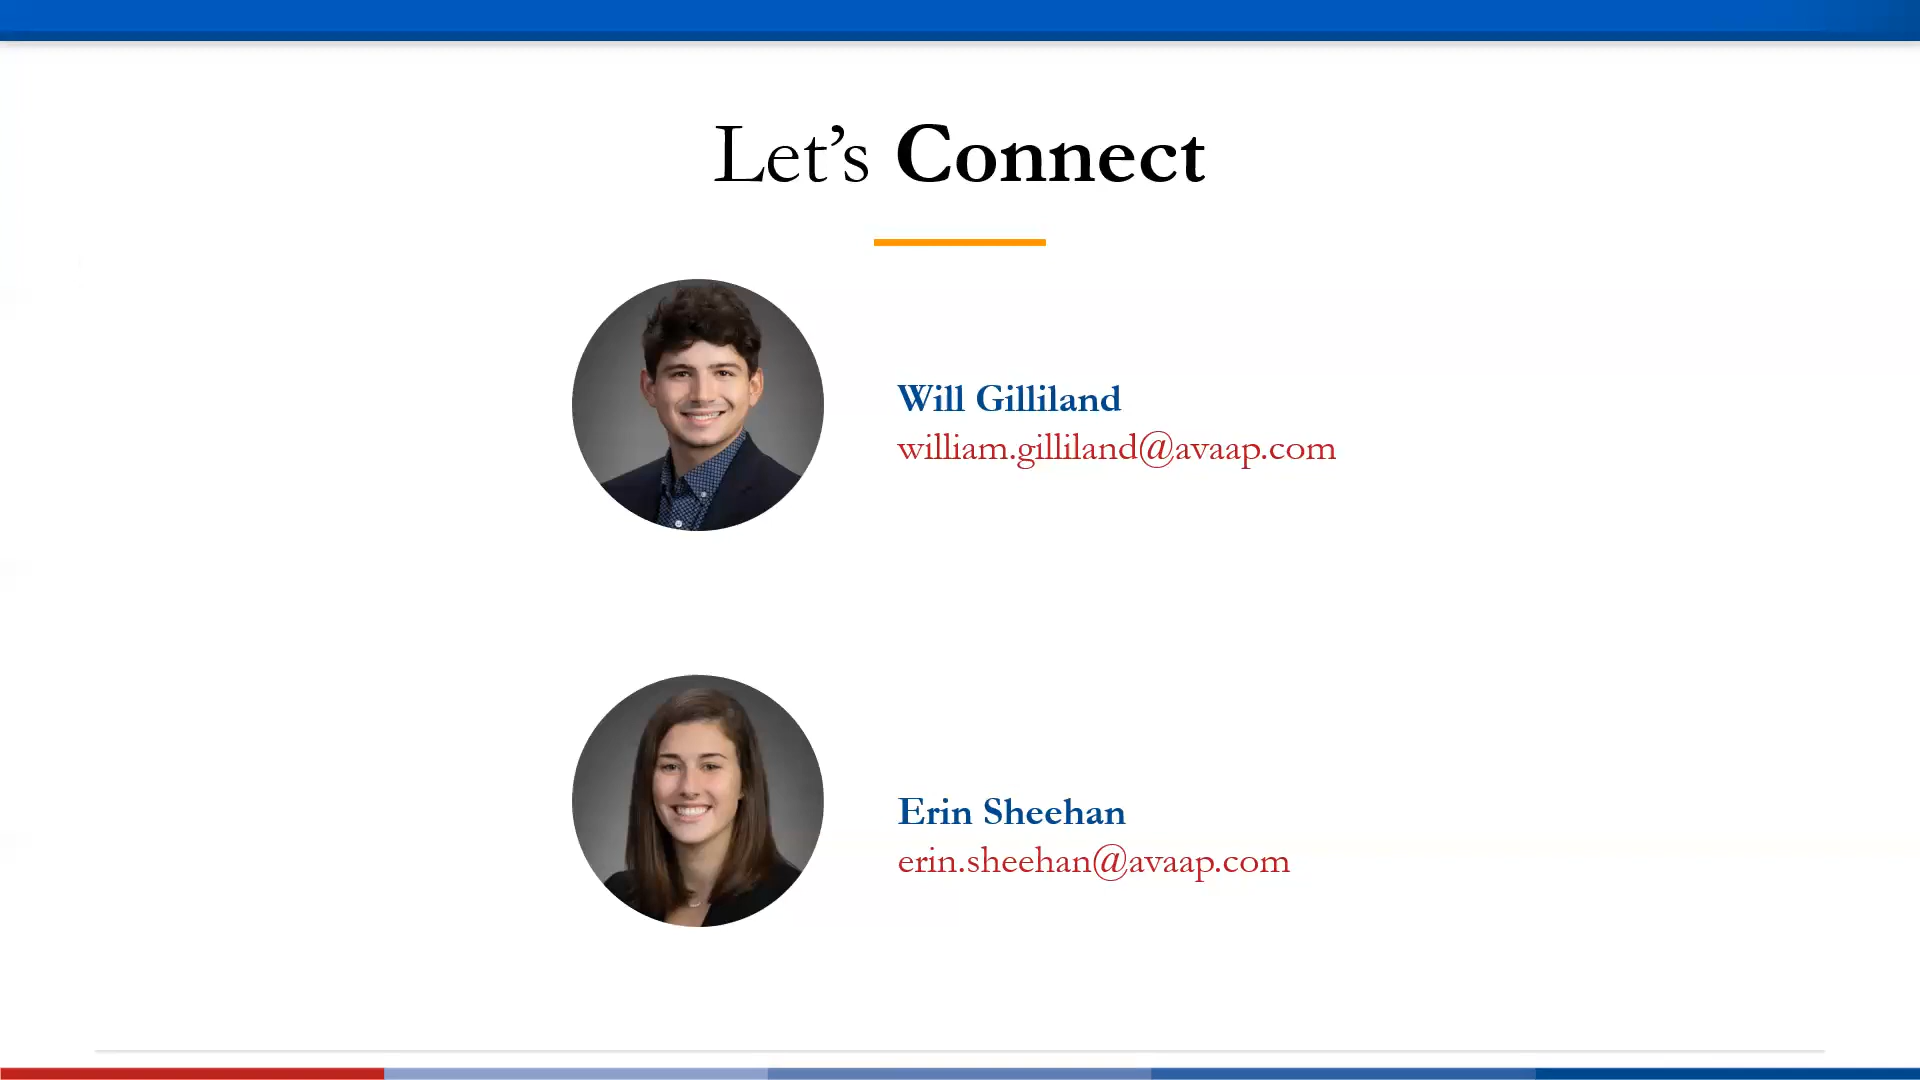 Let’s Connect
Will Gilliland
william.gilliland@avaap.com
Erin Sheehan
erin.sheehan@avaap.com